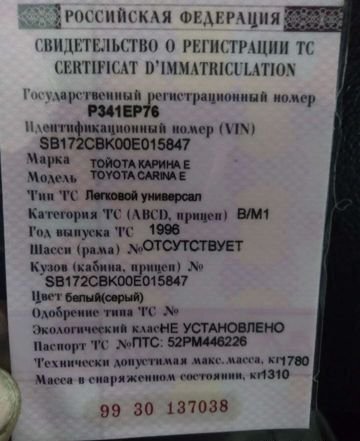 РОССИЙСКАЯ ФЕДЕРАЦИЯ
СВИДЕТЕЛЬСТВО О РЕГИСТРАЦИИ ТС
CERTIFICAT D'IMMATRICULATION
Государственный регистрационный номер
Р341ЕР76
Идентификационный номер (VIN)
SB172CBK00E015847
Марка ТОЙОТА КАРИНА Е
Модель TOYOTA CARINA E
Тип ТС Легковой универсал
Категория ТС (ABCD, прицеп) B/M1
Год выпуска ТС 1996
Шасси (рама) № ОТСУТСТВУЕТ
Кузов (кабина, прицеп) №
SB172CBK00E015847
Цвет белый(серый)
Одобрение типа ТС №
Экологический класс НЕ УСТАНОВЛЕНО
Паспорт ТС № ПТС: 52РМ446226
Технически допустимая макс. масса, кг 1780
Масса в снаряженном состоянии, кг 1310
99 30 137038